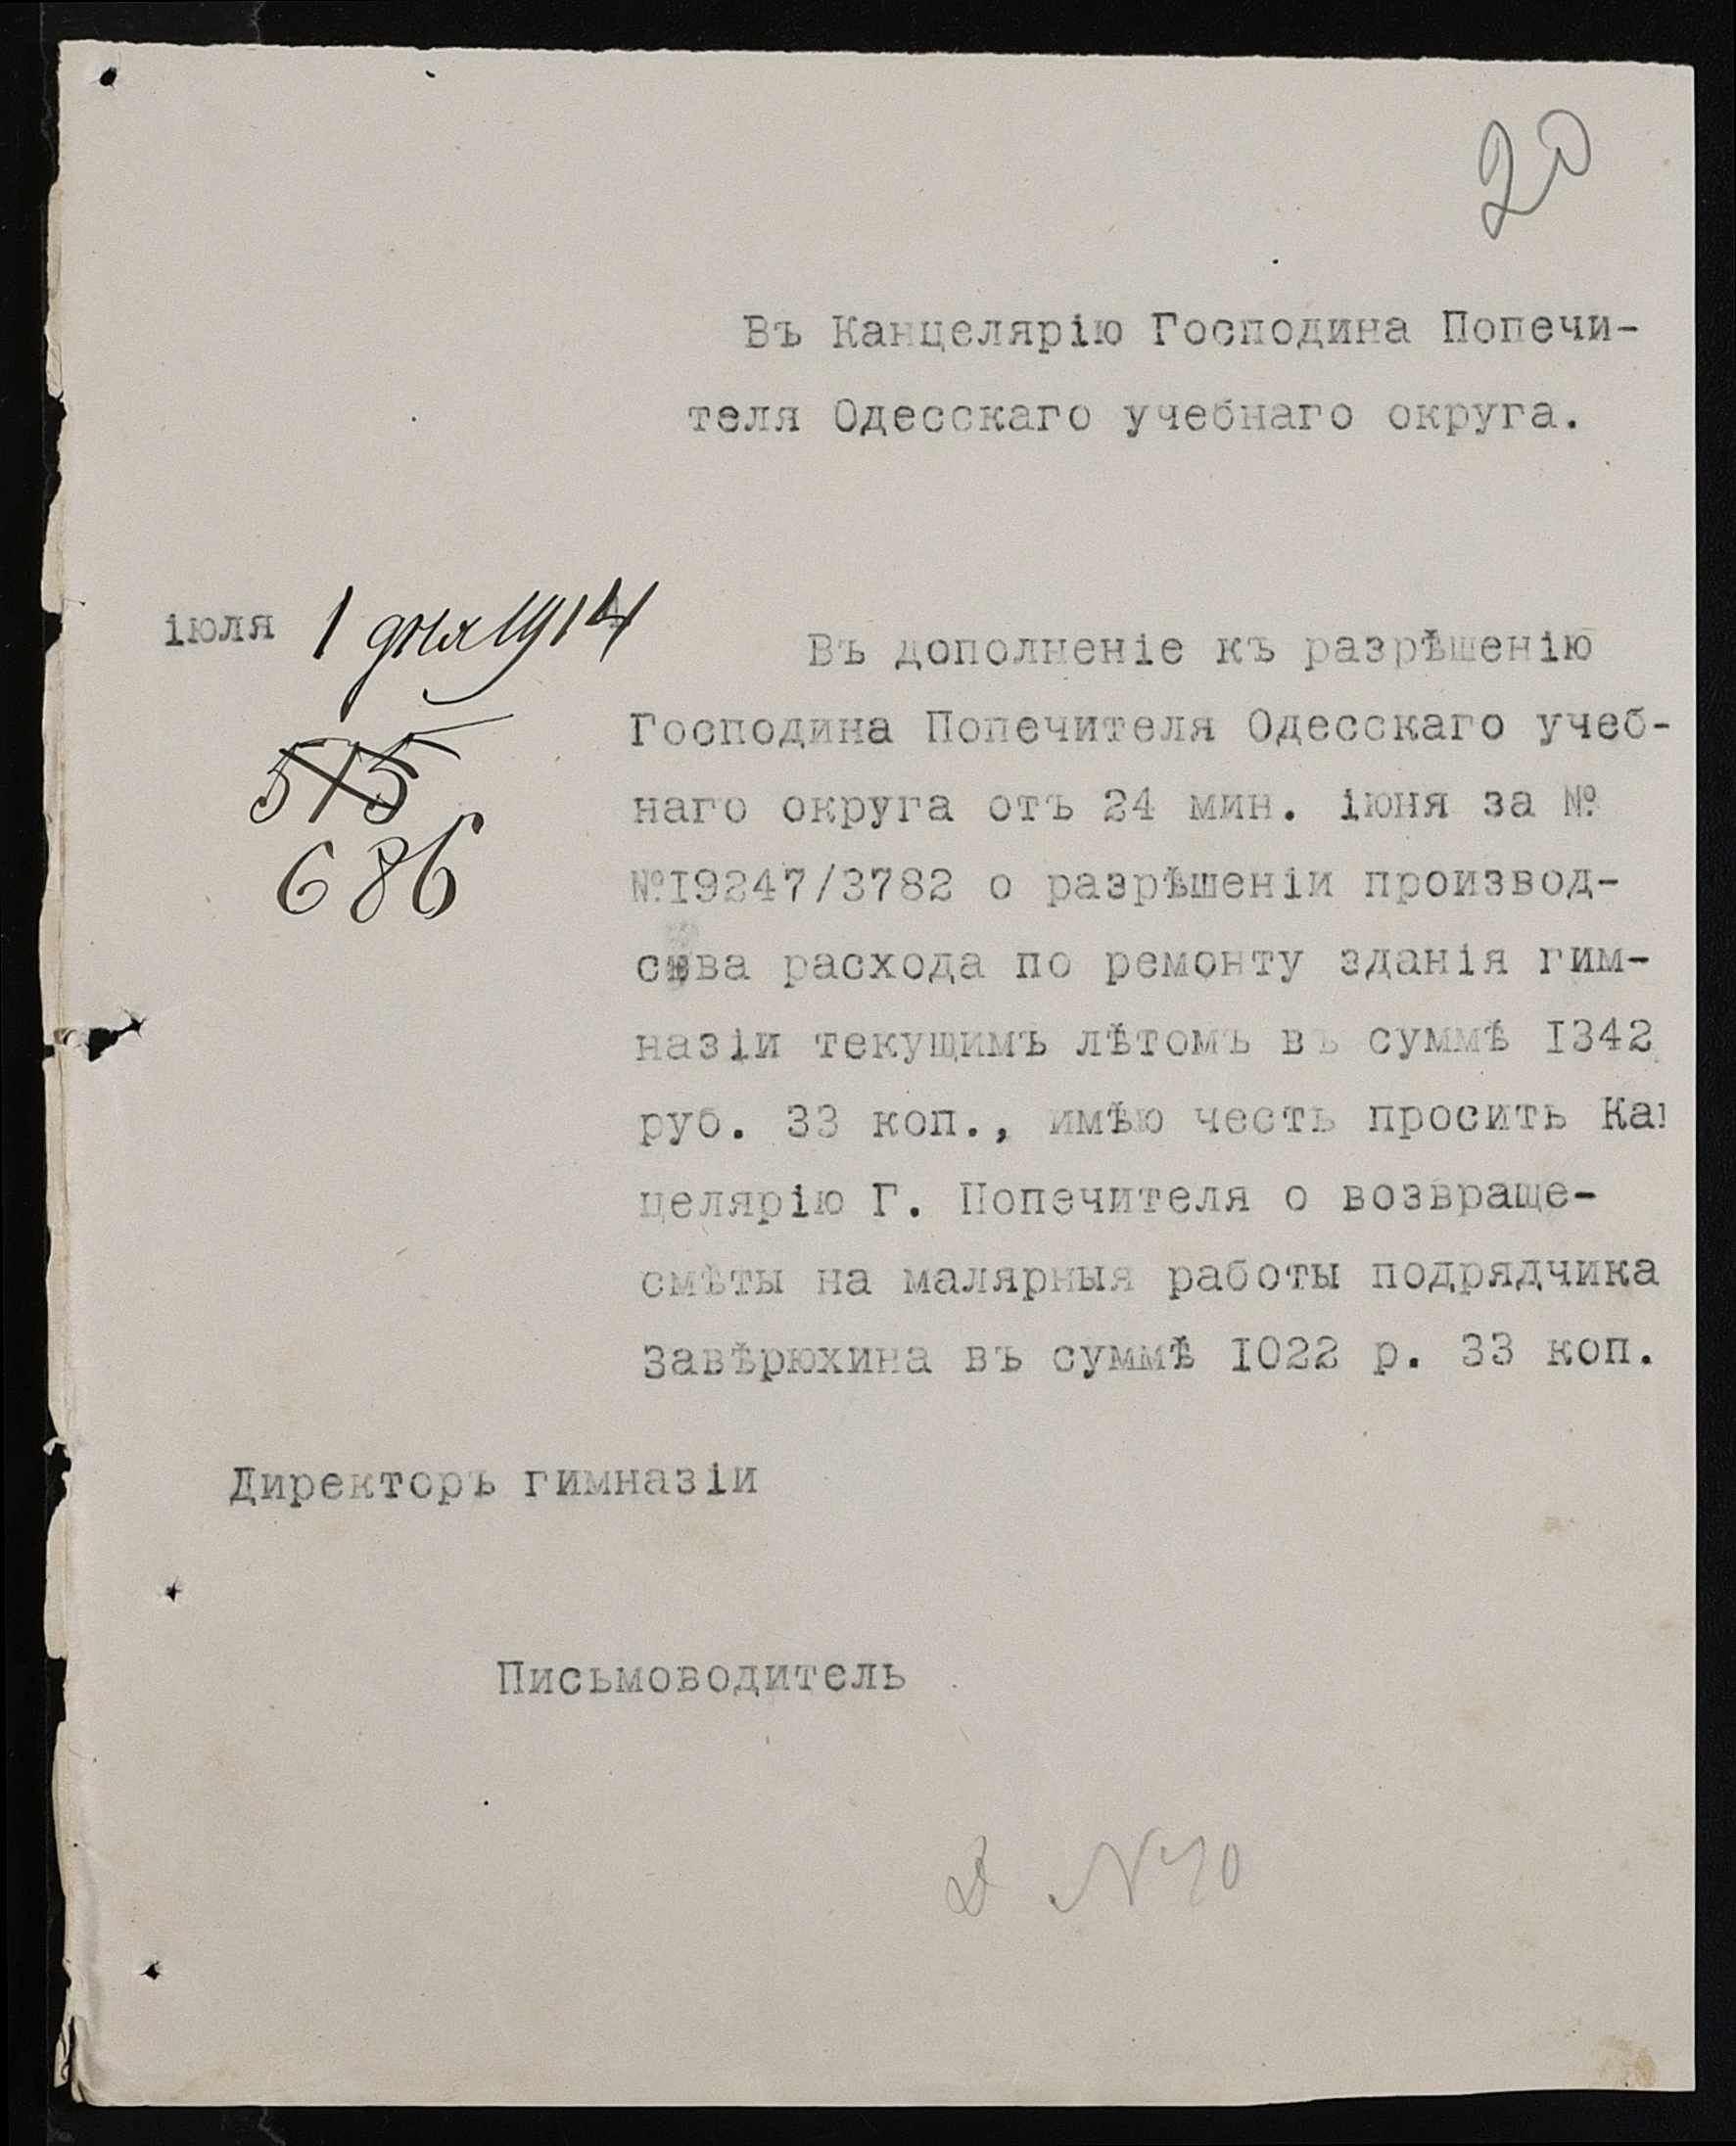 20
Въ Канцелярію Господина Попечи-
теля Одесскаго учебнаго округа.
іюля 1 дня 1914
575
686
Въ дополненіе къ разрѣшенію
Господина Попечителя Одесскаго учеб-
наго округа отъ 24 мин. іюня за №
№19247/3782 о разрѣшеніи производ-
сива расхода по ремонту зданія гим-
назіи текущимъ лѣтомъ въ суммѣ 1342
руб. 33 коп., имѣю честь просить Кан
целярію Г. Попечителя о возвраще-
смѣты на малярныя работы подрядчика
Завѣрюхина въ суммѣ 1022 р. 33 коп.
Директоръ гимназіи
Письмоводитель